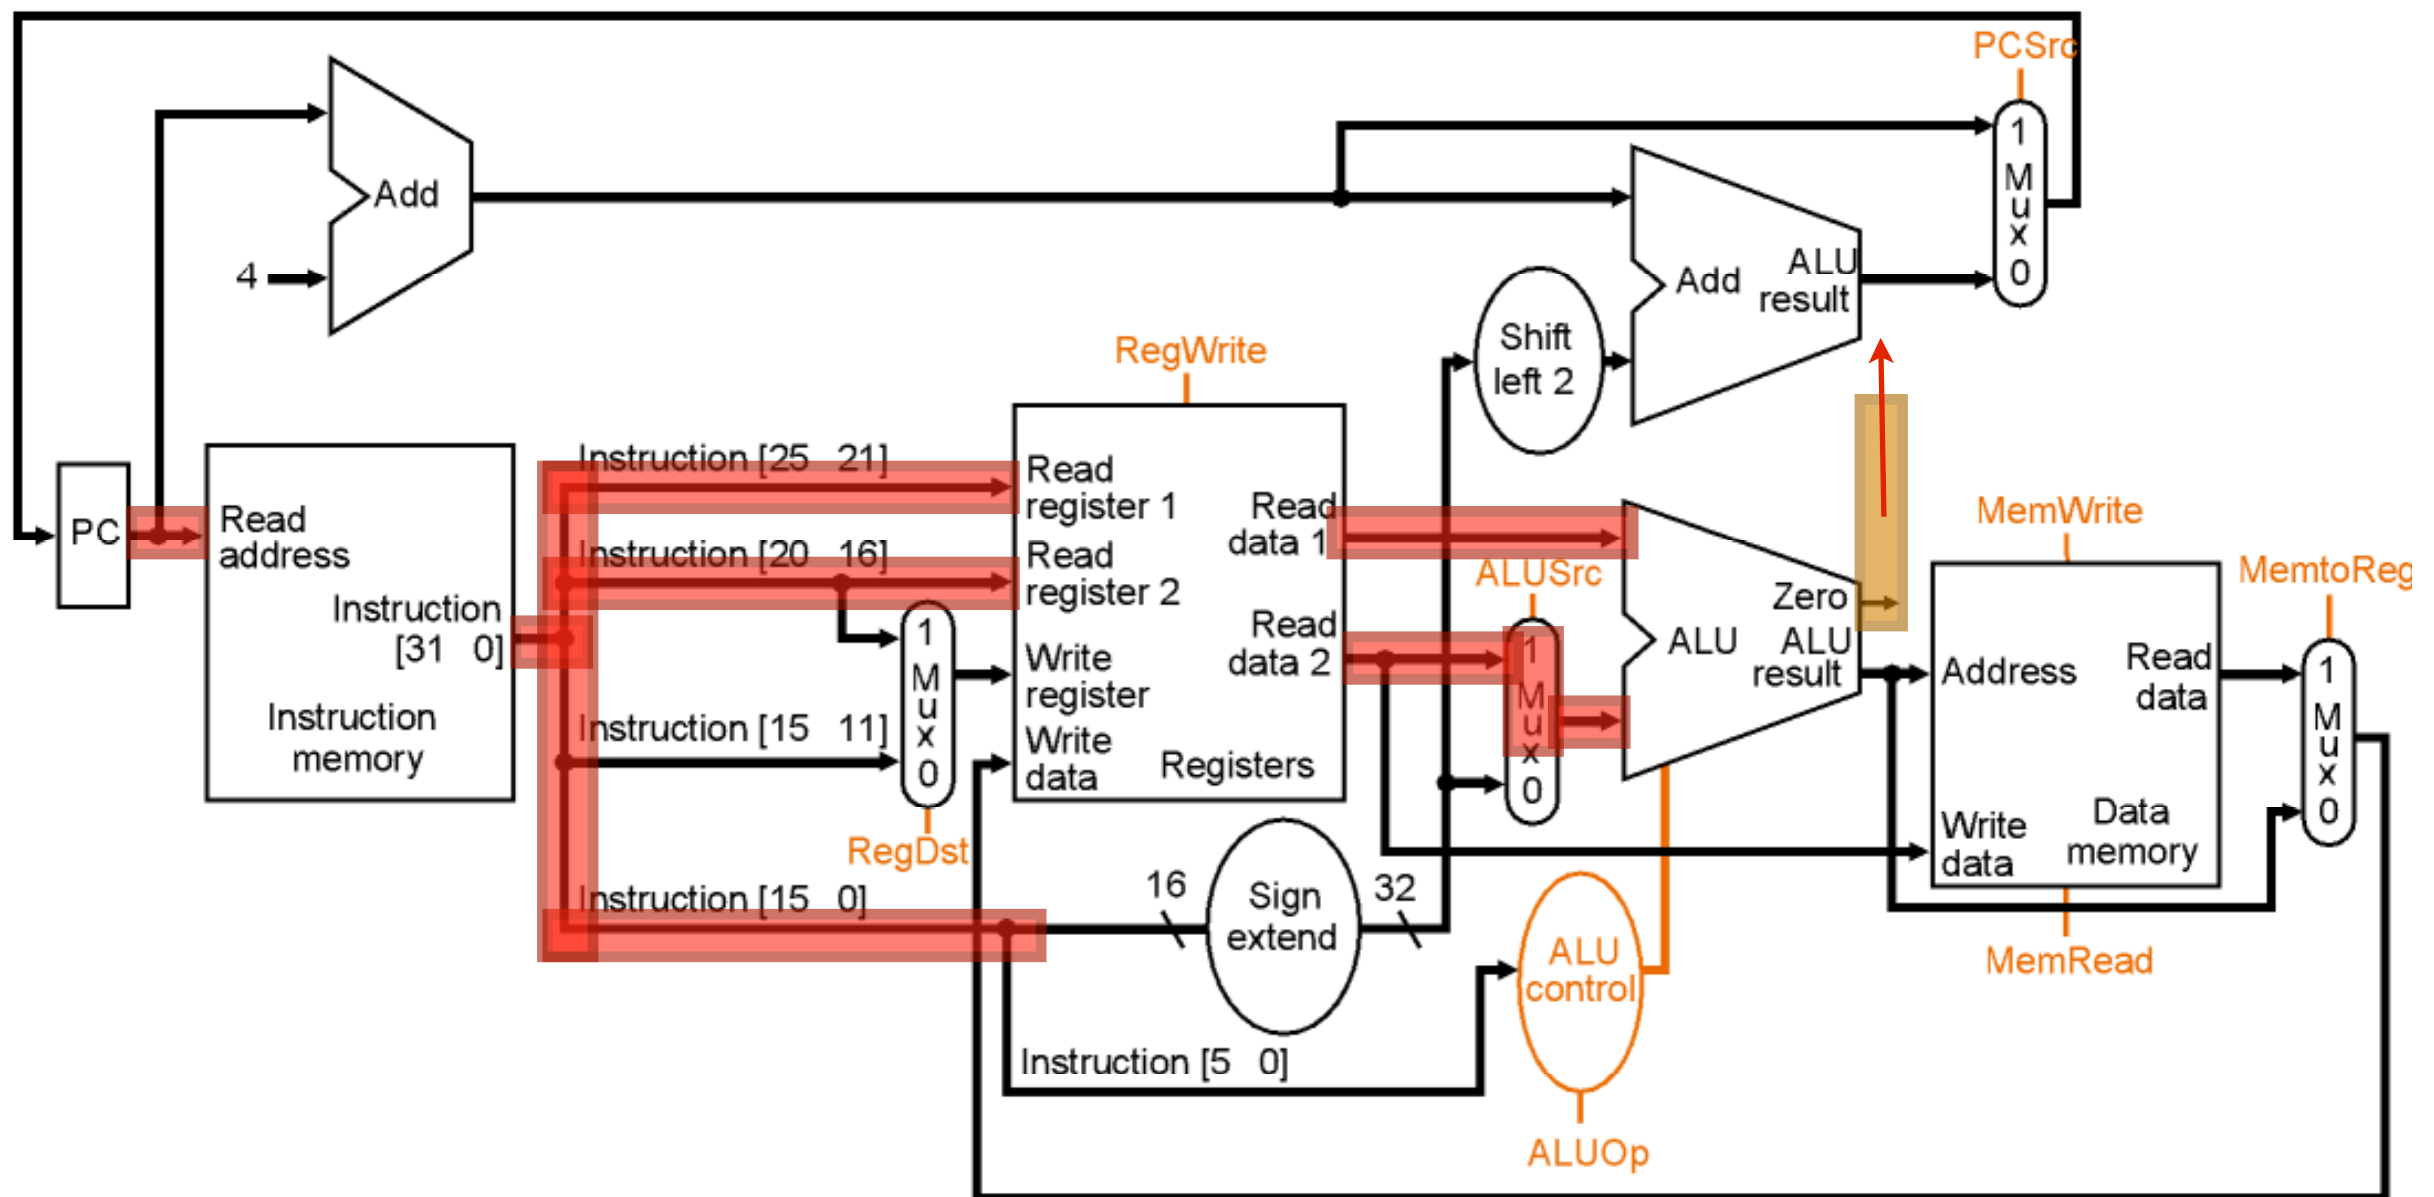 PCSrc
1
M
u
x
0
Add
4
Add
ALU
result
Shift
left 2
RegWrite
Instruction [25 21]
Read
register 1
Read
data 1
Instruction [20 16]
Read
register 2
Read
data 2
PC
Read
address
Instruction
[31 0]
Instruction
memory
1
M
u
x
0
Write
register
Write
data
Registers
Instruction [15 11]
RegDst
ALUSrc
1
M
u
x
0
Zero
ALU
ALU
result
MemWrite
MemtoReg
Address
Read
data
Write
data
Data
memory
1
M
u
x
0
MemRead
Instruction [15 0]
16
Sign
extend
32
ALU
control
Instruction [5 0]
ALUOp